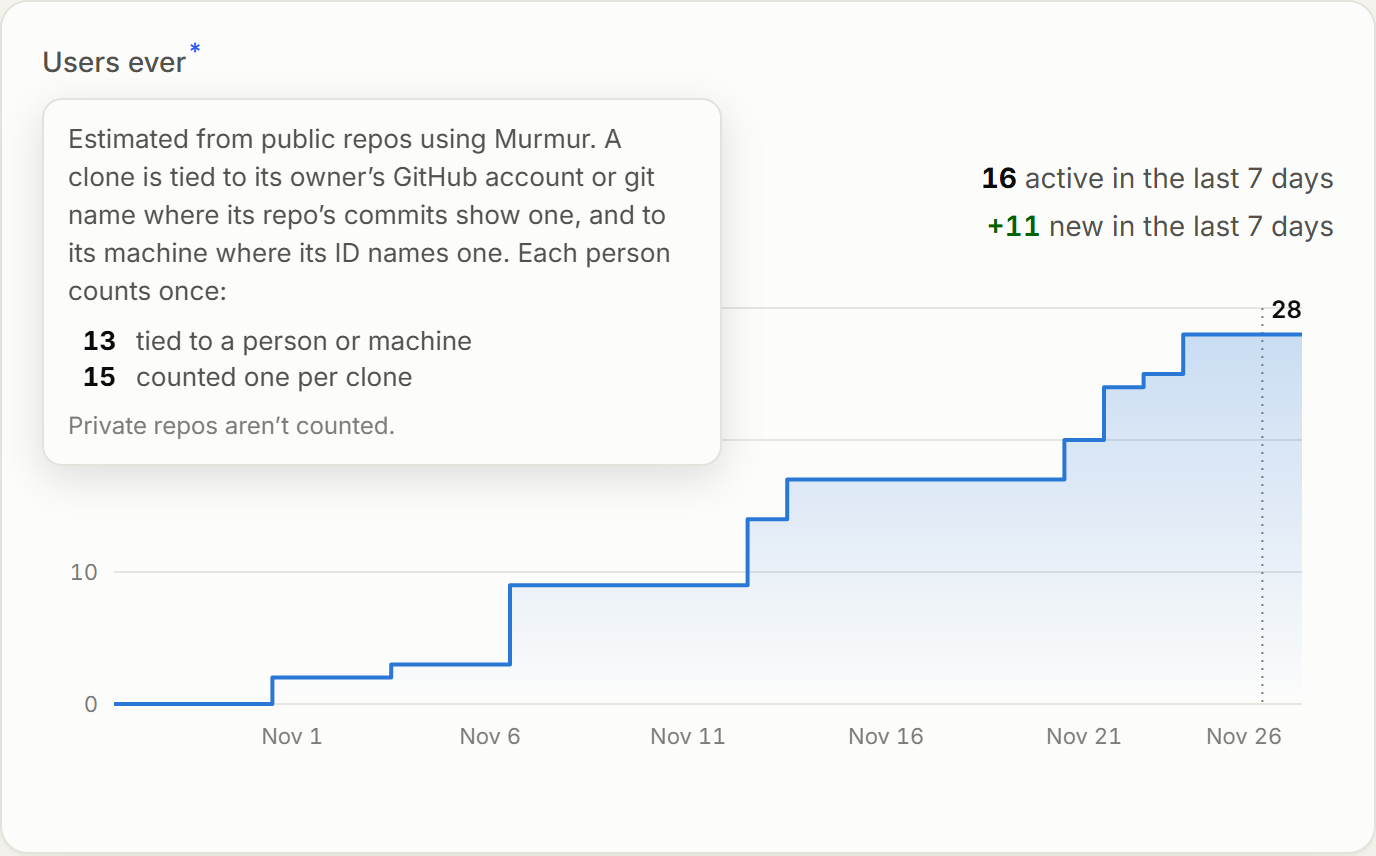 Users ever*
Estimated from public repos using Murmur. A
clone is tied to its owner’s GitHub account or git
name where its repo’s commits show one, and to
its machine where its ID names one. Each person
counts once:
13 tied to a person or machine
15 counted one per clone
Private repos aren’t counted.
16 active in the last 7 days
+11 new in the last 7 days
28
10
0
Nov 1 Nov 6 Nov 11 Nov 16 Nov 21 Nov 26